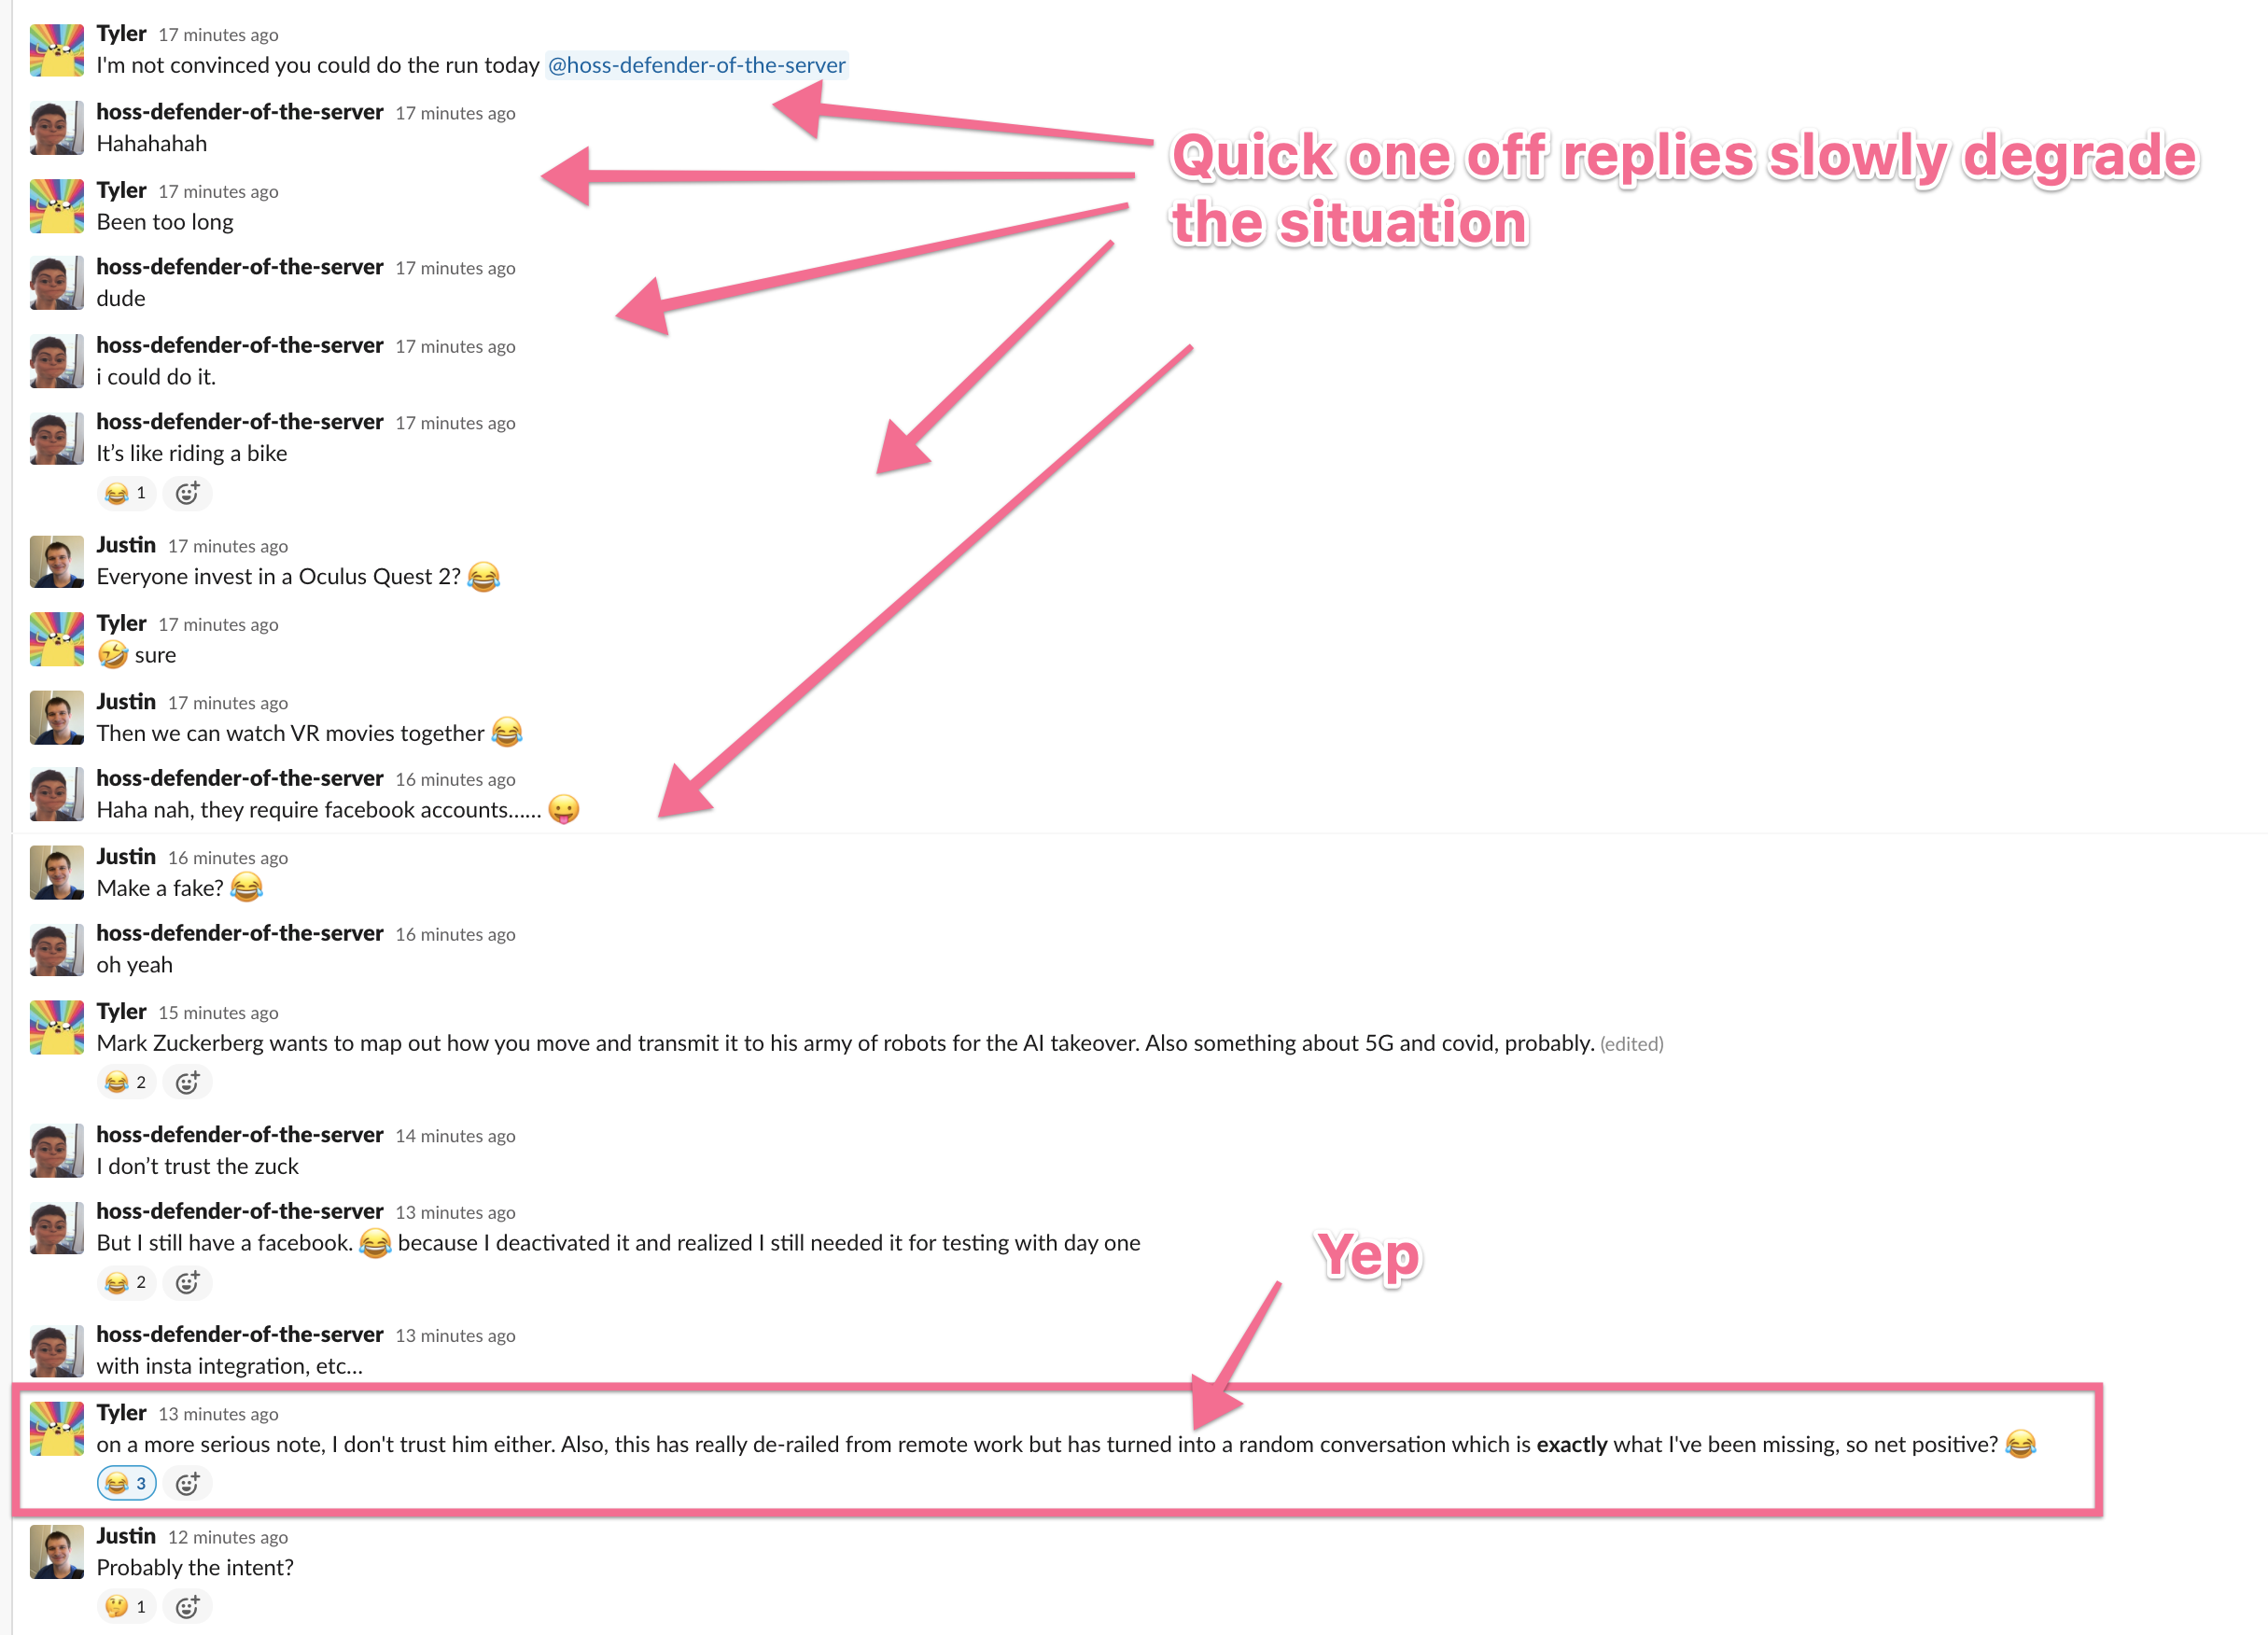 Tyler 17 minutes ago
I'm not convinced you could do the run today @hoss-defender-of-the-server
hoss-defender-of-the-server 17 minutes ago
Hahahahah
Quick one off replies slowly degrade
the situation
Tyler 17 minutes ago
Been too long
hoss-defender-of-the-server 17 minutes ago
dude
hoss-defender-of-the-server 17 minutes ago
i could do it.
hoss-defender-of-the-server 17 minutes ago
It’s like riding a bike
😂 1
Justin 17 minutes ago
Everyone invest in a Oculus Quest 2? 😂
Tyler 17 minutes ago
🤣 sure
Justin 17 minutes ago
Then we can watch VR movies together 😂
hoss-defender-of-the-server 16 minutes ago
Haha nah, they require facebook accounts…... 😛
Justin 16 minutes ago
Make a fake? 😂
hoss-defender-of-the-server 16 minutes ago
oh yeah
Tyler 15 minutes ago
Mark Zuckerberg wants to map out how you move and transmit it to his army of robots for the AI takeover. Also something about 5G and covid, probably. (edited)
😂 2
hoss-defender-of-the-server 14 minutes ago
I don’t trust the zuck
hoss-defender-of-the-server 13 minutes ago
But I still have a facebook. 😂 because I deactivated it and realized I still needed it for testing with day one
😂 2
Yep
hoss-defender-of-the-server 13 minutes ago
with insta integration, etc…
Tyler 13 minutes ago
on a more serious note, I don't trust him either. Also, this has really de-railed from remote work but has turned into a random conversation which is exactly what I've been missing, so net positive? 😂
😂 3
Justin 12 minutes ago
Probably the intent?
🤔 1